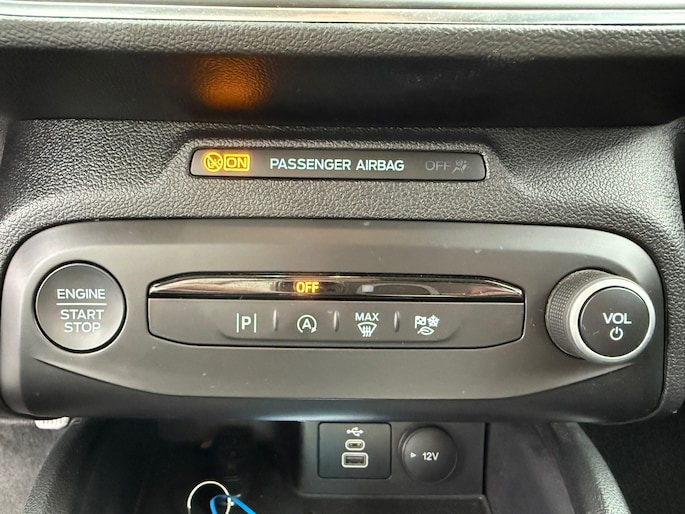 ON PASSENGER AIRBAG OFF
ENGINE
START
STOP
OFF
P
A
MAX
VOL
12V